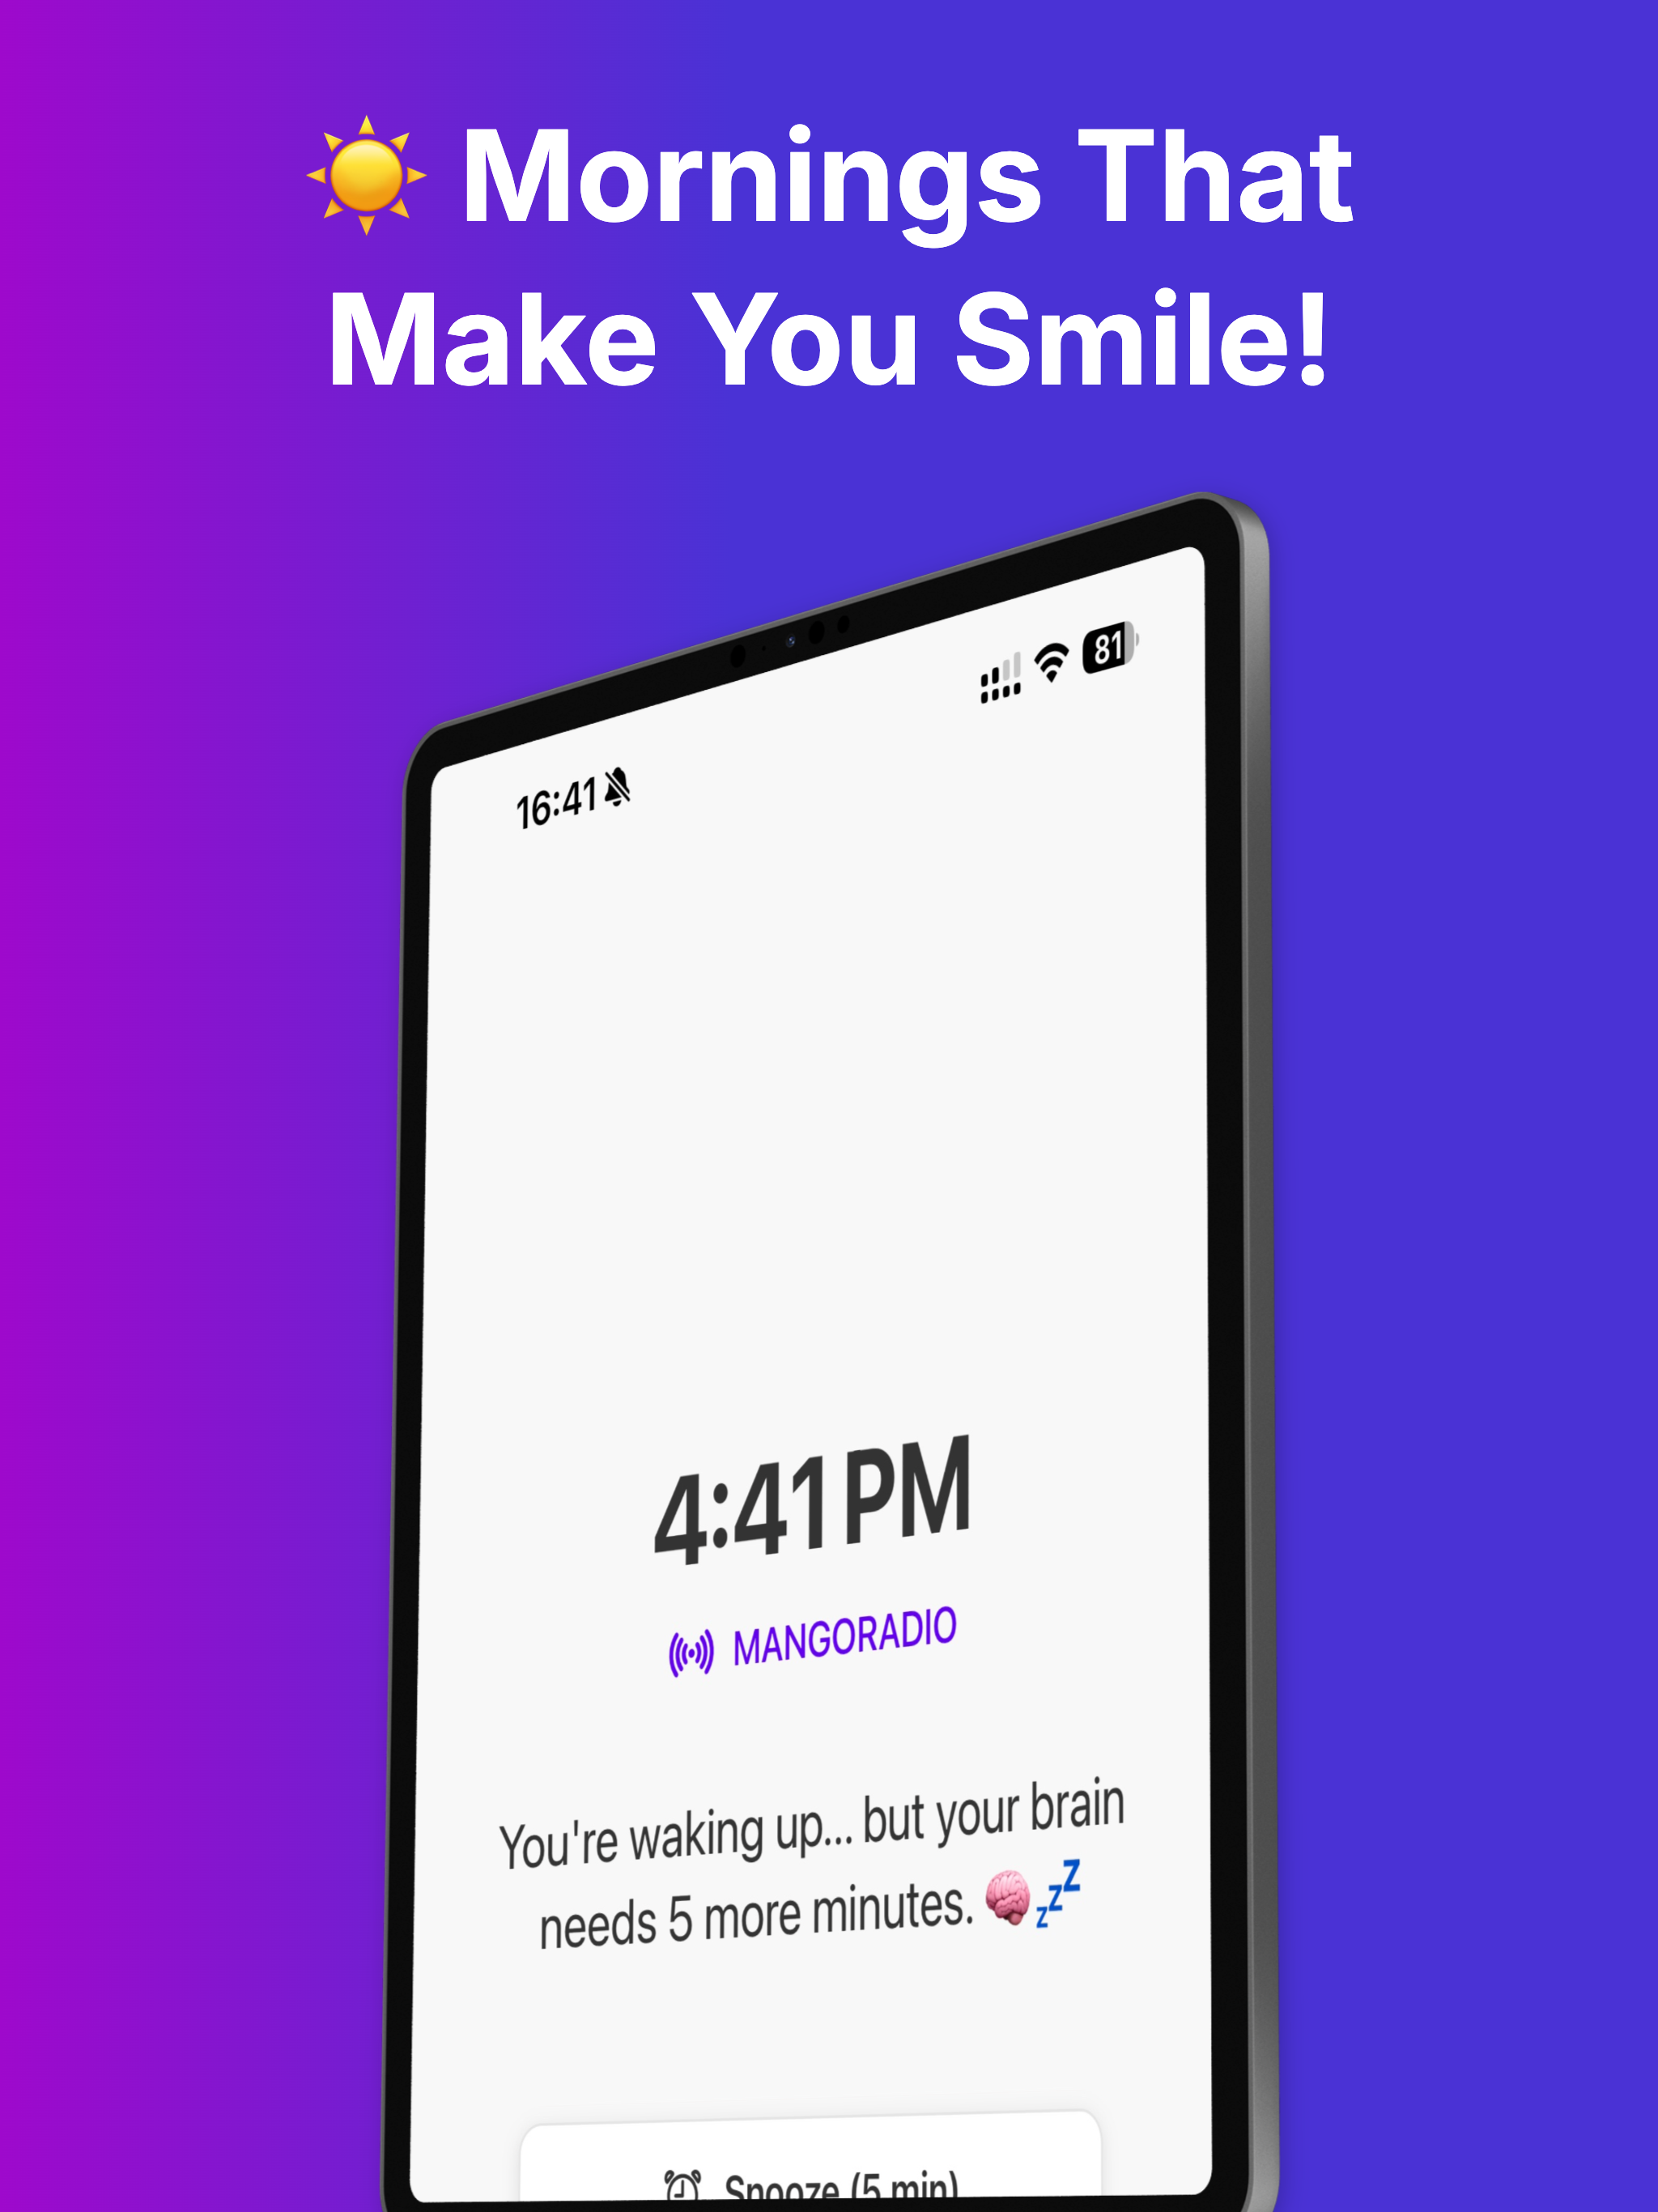 ☀️ Mornings That
Make You Smile!
16:41
81
4:41 PM
MANGORADIO
You're waking up... but your brain
needs 5 more minutes. 🧠💤
Snooze (5 min)